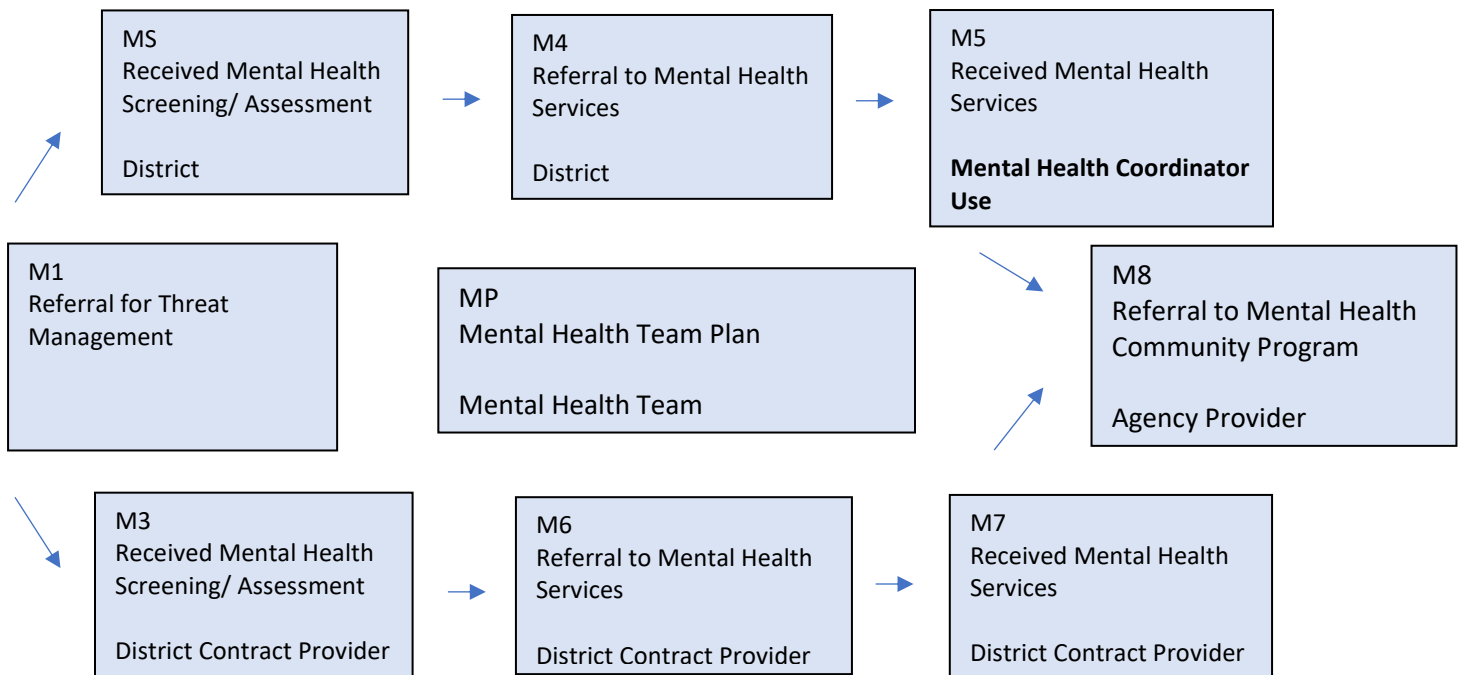 MS
Received Mental Health
Screening/ Assessment
District
M4
Referral to Mental Health
Services
District
M5
Received Mental Health
Services
Mental Health Coordinator
Use
M1
Referral for Threat
Management
MP
Mental Health Team Plan
Mental Health Team
M8
Referral to Mental Health
Community Program
Agency Provider
M3
Received Mental Health
Screening/ Assessment
District Contract Provider
M6
Referral to Mental Health
Services
District Contract Provider
M7
Received Mental Health
Services
District Contract Provider